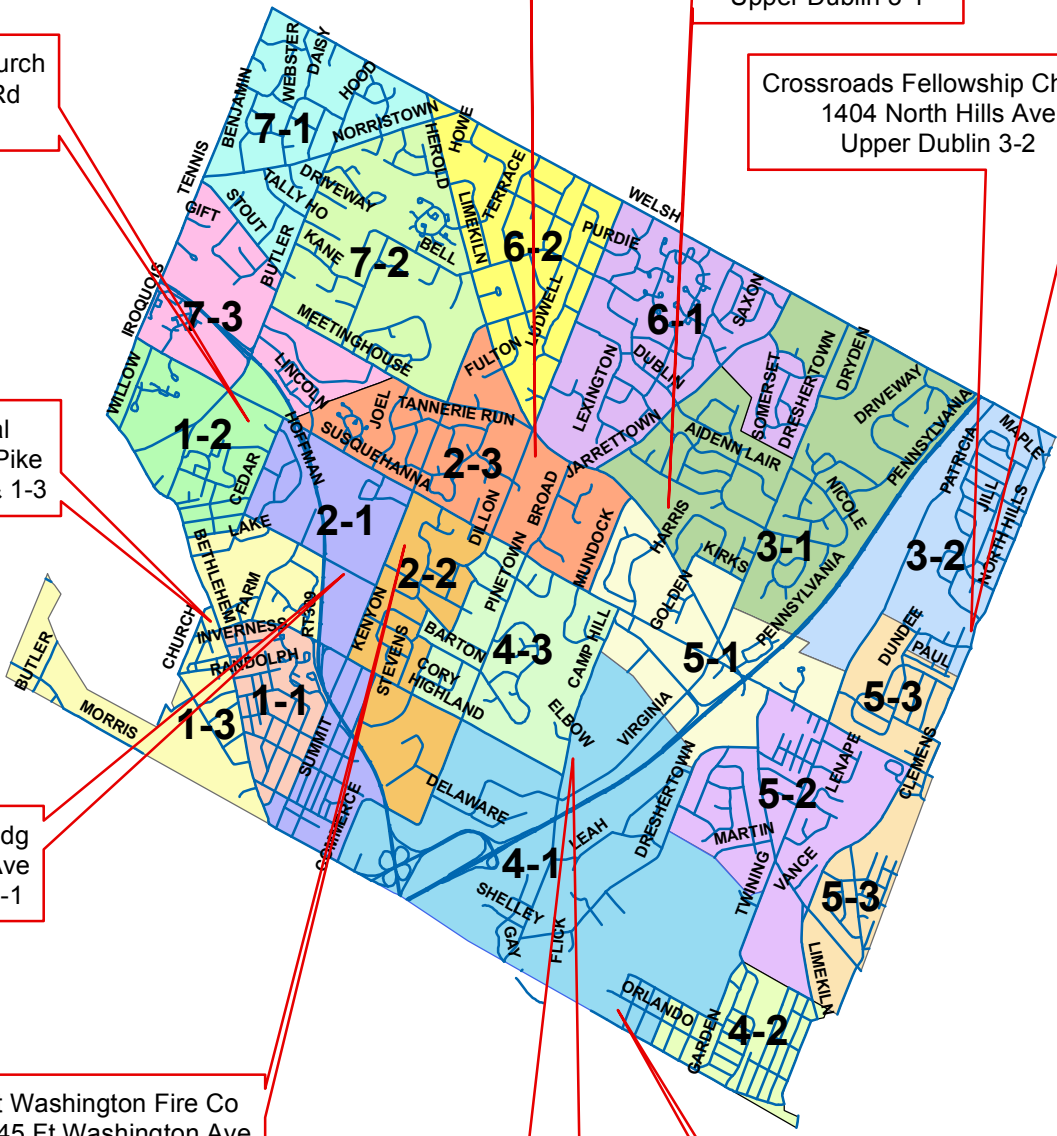 Upper Dublin 3-1
urch
Rd
Crossroads Fellowship Ch
1404 North Hills Ave
Upper Dublin 3-2
al
Pike
1-3
dg
Ave
-1
t Washington Fire Co
45 Ft Washington Ave
DAISY
WEBSTER
BENJAMIN
HOOD
7-1
NORRISTOWN
HOWE
HEROLD
TENNIS
TALLY HO
DRIVEWAY
LIMEKILN
TERRACE
WELSH
GIFT
STOUT
BUTLER
KANE
7-2
BELL
6-2
PURDIE
IROQUOIS
7-3
MEETINGHOUSE
LUDWELL
6-1
SAXON
FULTON
LINCOLN
DUBLIN
LEXINGTON
SOMERSET
DRESHERTOWN
DRYDEN
DRIVEWAY
PENNSYLVANIA
WILLOW
JOEL
TANNERIE RUN
HOFFMAN
SUSQUEHANNA
1-2
2-3
JARRETTOWN
AIDENN LAIR
MAPLE
PATRICIA
CEDAR
JILL
NORTH HILLS
LAKE
2-1
DILLON
BROAD
NICOLE
HARRIS
KIRKS
3-1
3-2
BETHLEHEM
FARM
2-2
PINETOWN
MUNDOCK
GOLDEN
PENNSYLVANIA
CHURCH
INVERNESS
RT309
KENYON
BARTON
4-3
CAMP HILL
5-1
DUNDEE
PAUL
BUTLER
RANDOLPH
STEVENS
CORY
HIGHLAND
5-3
MORRIS
1-3
1-1
ELBOW
VIRGINIA
SUMMIT
LENAPE
CLEMENS
DELAWARE
DRESHERTOWN
5-2
COMMERCE
LEAH
MARTIN
4-1
TWINING
VANCE
5-3
SHELLEY
GAY
FLICK
LIMEKILN
ORLANDO
GARDEN
4-2